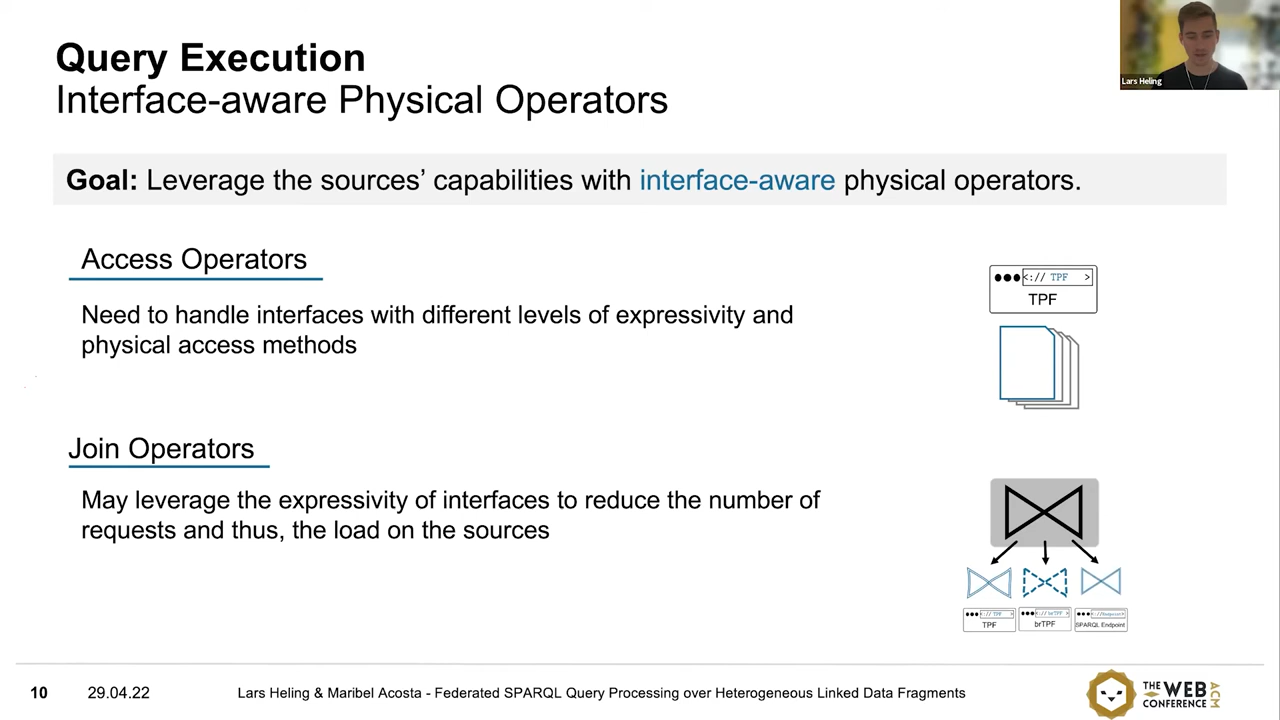 Query Execution
Interface-aware Physical Operators
Lars Heling
Goal: Leverage the sources’ capabilities with interface-aware physical operators.
Access Operators
Need to handle interfaces with different levels of expressivity and
physical access methods
<:// TPF >
TPF
Join Operators
May leverage the expressivity of interfaces to reduce the number of
requests and thus, the load on the sources
<:// TPF >
TPF
<:// brTPF >
brTPF
SPARQL Endpoint
10
29.04.22
Lars Heling & Maribel Acosta - Federated SPARQL Query Processing over Heterogeneous Linked Data Fragments
THE WEB
CONFERENCE
ACM